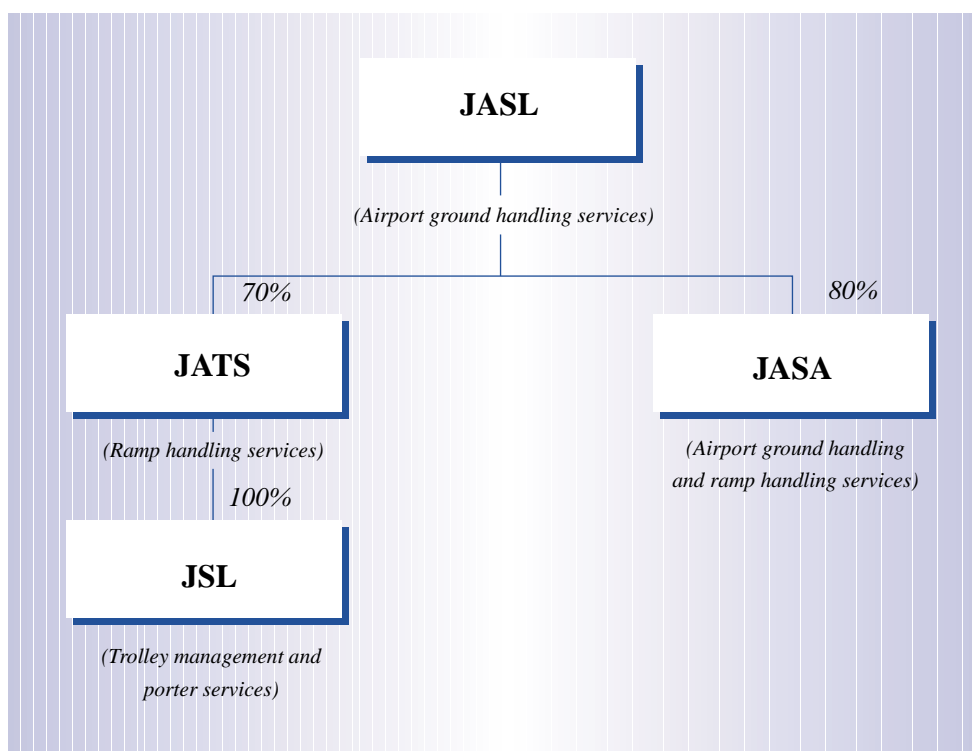 JASL
(Airport ground handling services)
70%
80%
JATS
JASA
(Ramp handling services)
(Airport ground handling
and ramp handling services)
100%
JSL
(Trolley management and
porter services)